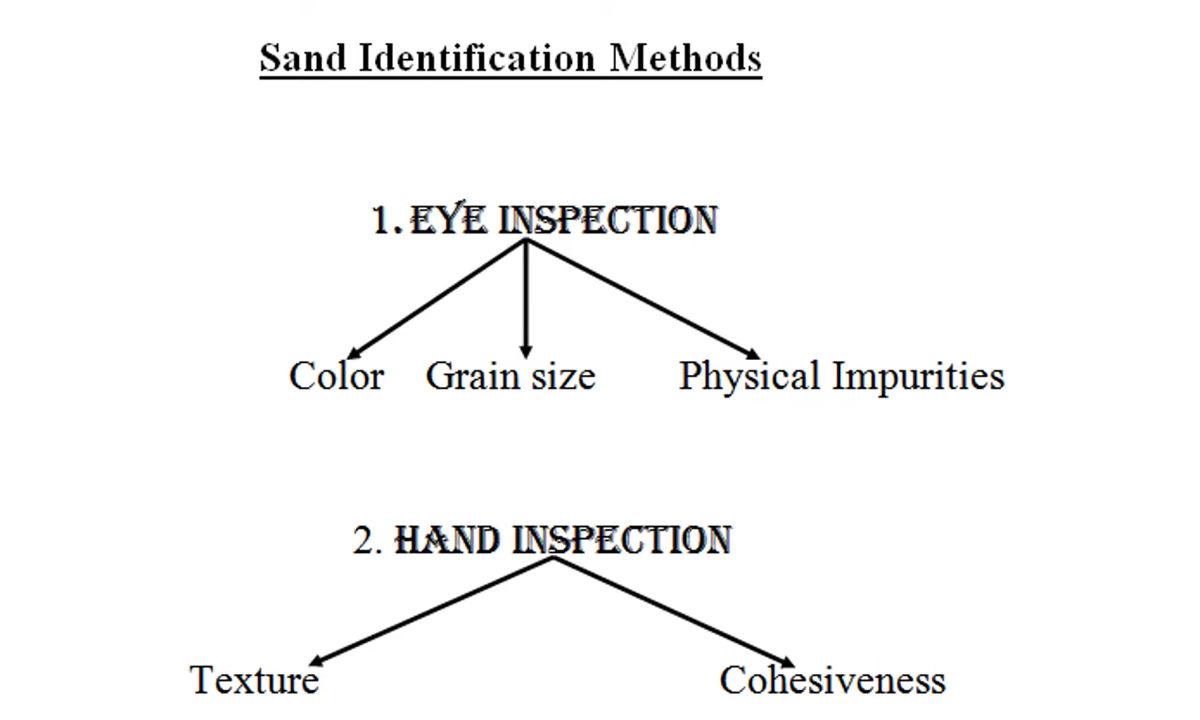 Sand Identification Methods
1. EYE INSPECTION
Color Grain size Physical Impurities
2. HAND INSPECTION
Texture Cohesiveness